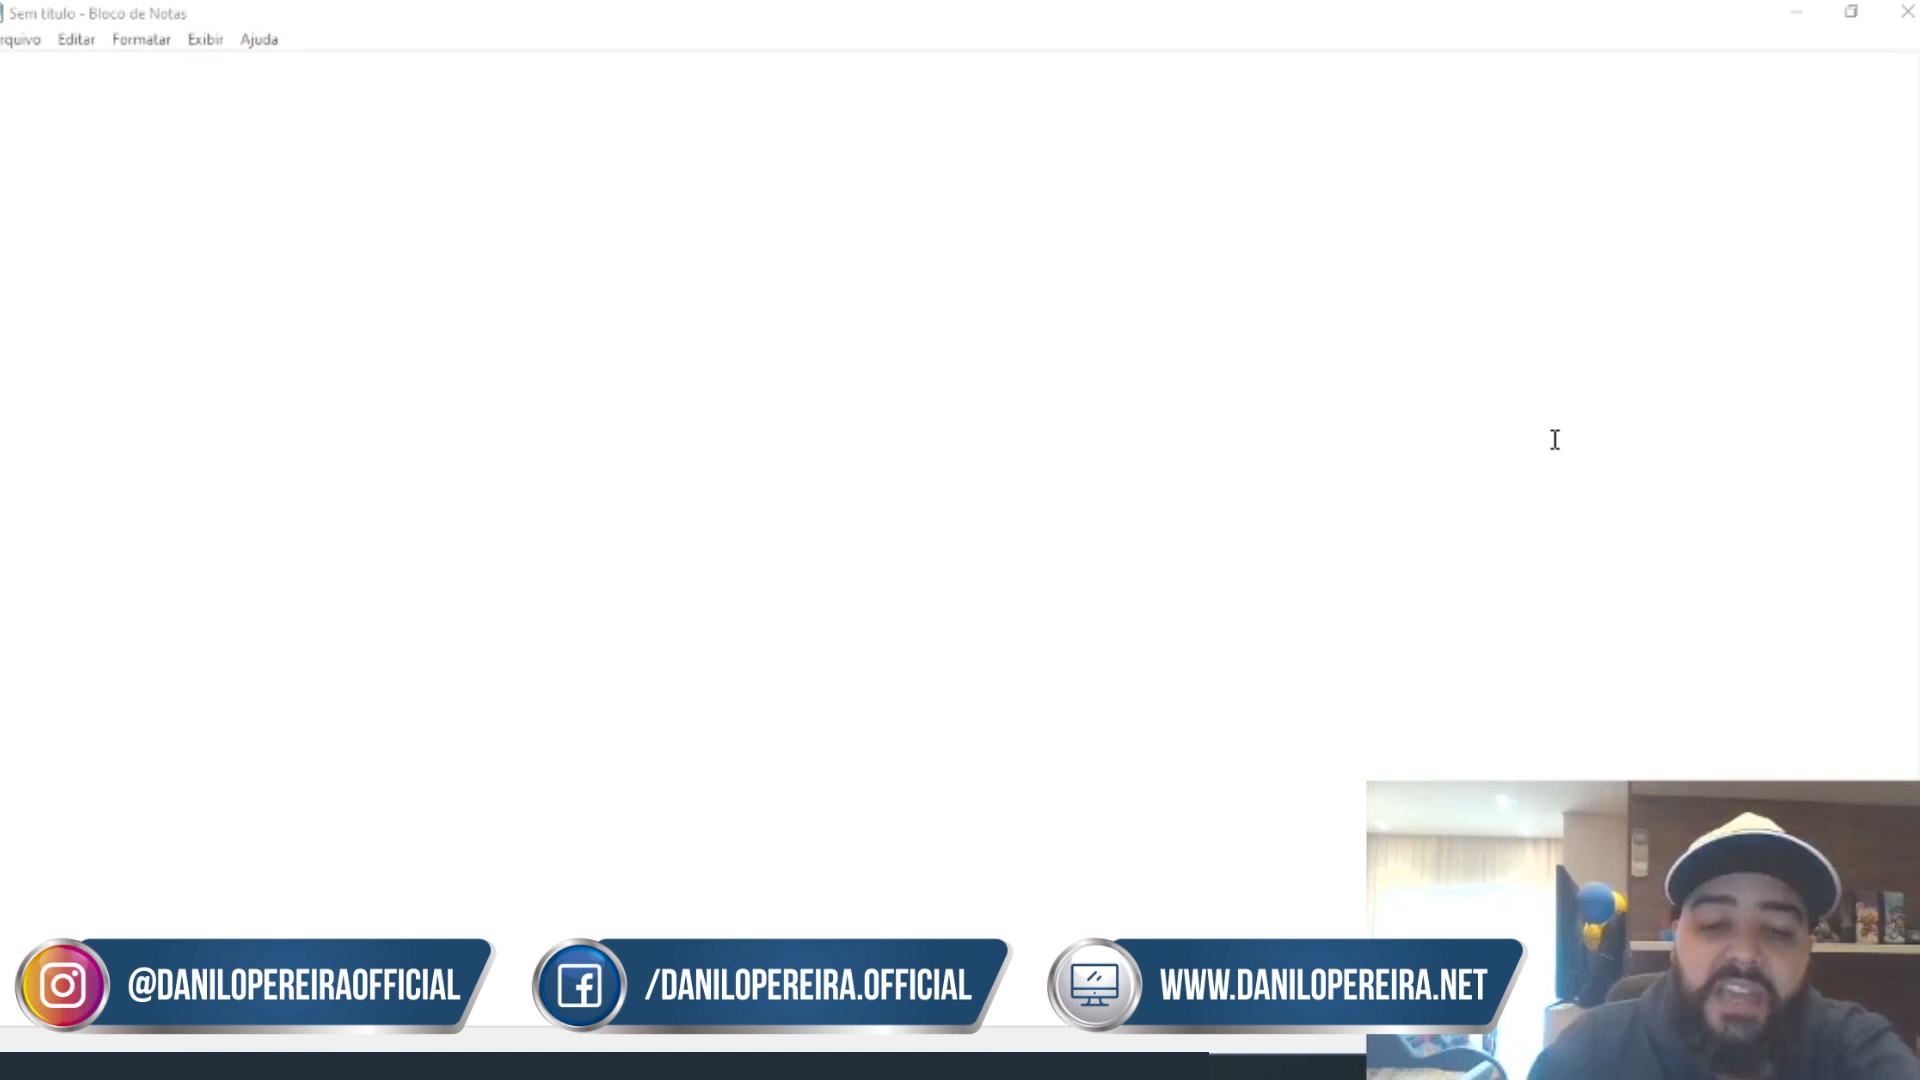 Sem título - Bloco de Notas
rquivo Editar Formatar Exibir Ajuda
@DANILOPEREIRAOFFICIAL
/DANILOPEREIRA.OFFICIAL
WWW.DANILOPEREIRA.NET